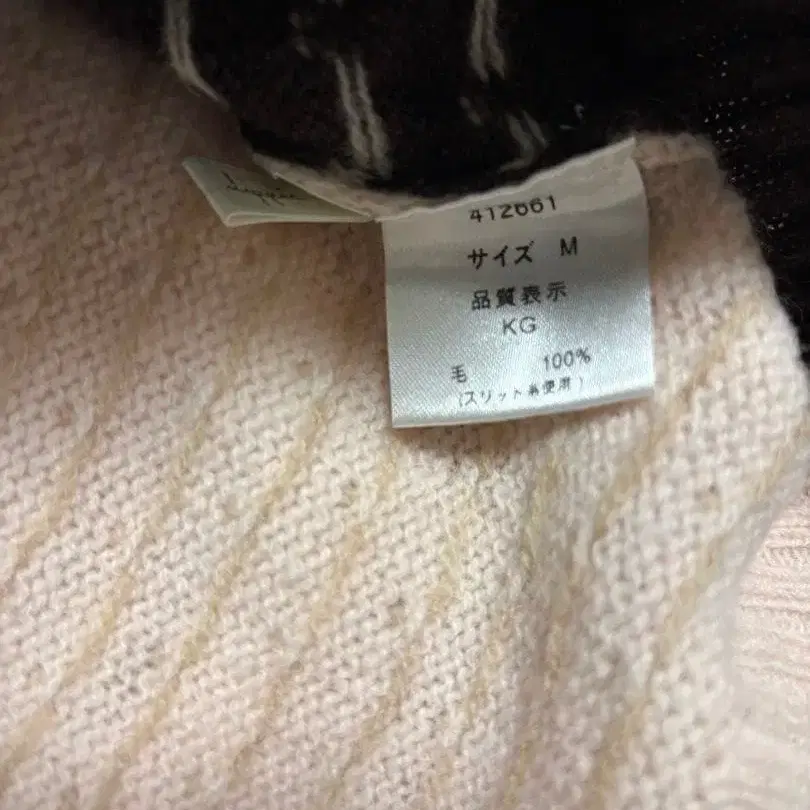 412661
サイズ M
品質表示
KG
毛 100%
(スリット糸使用)